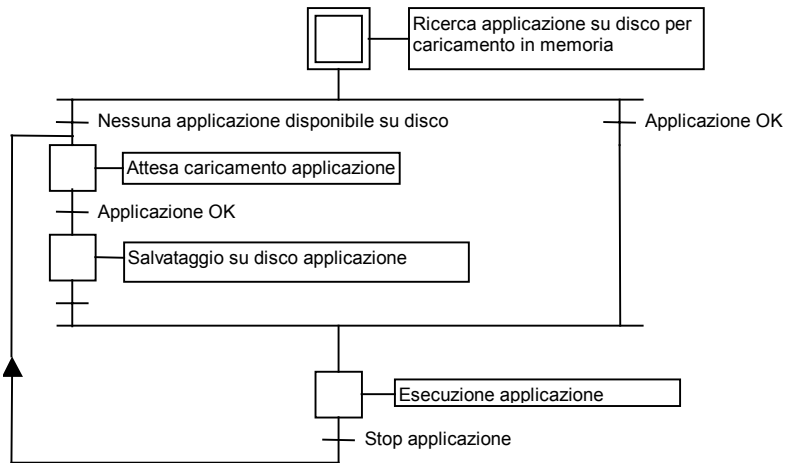 Ricerca applicazione su disco per
caricamento in memoria
Nessuna applicazione disponibile su disco
Applicazione OK
Attesa caricamento applicazione
Applicazione OK
Salvataggio su disco applicazione
Esecuzione applicazione
Stop applicazione